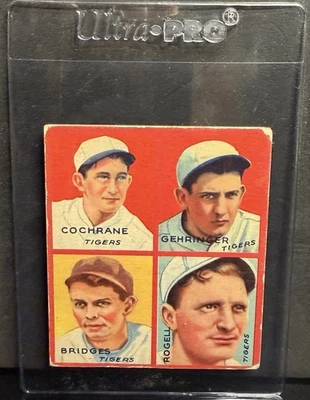 Ultra·PRO®
COCHRANE
TIGERS
GEHRINGER
TIGERS
BRIDGES
TIGERS
ROGELL
TIGERS